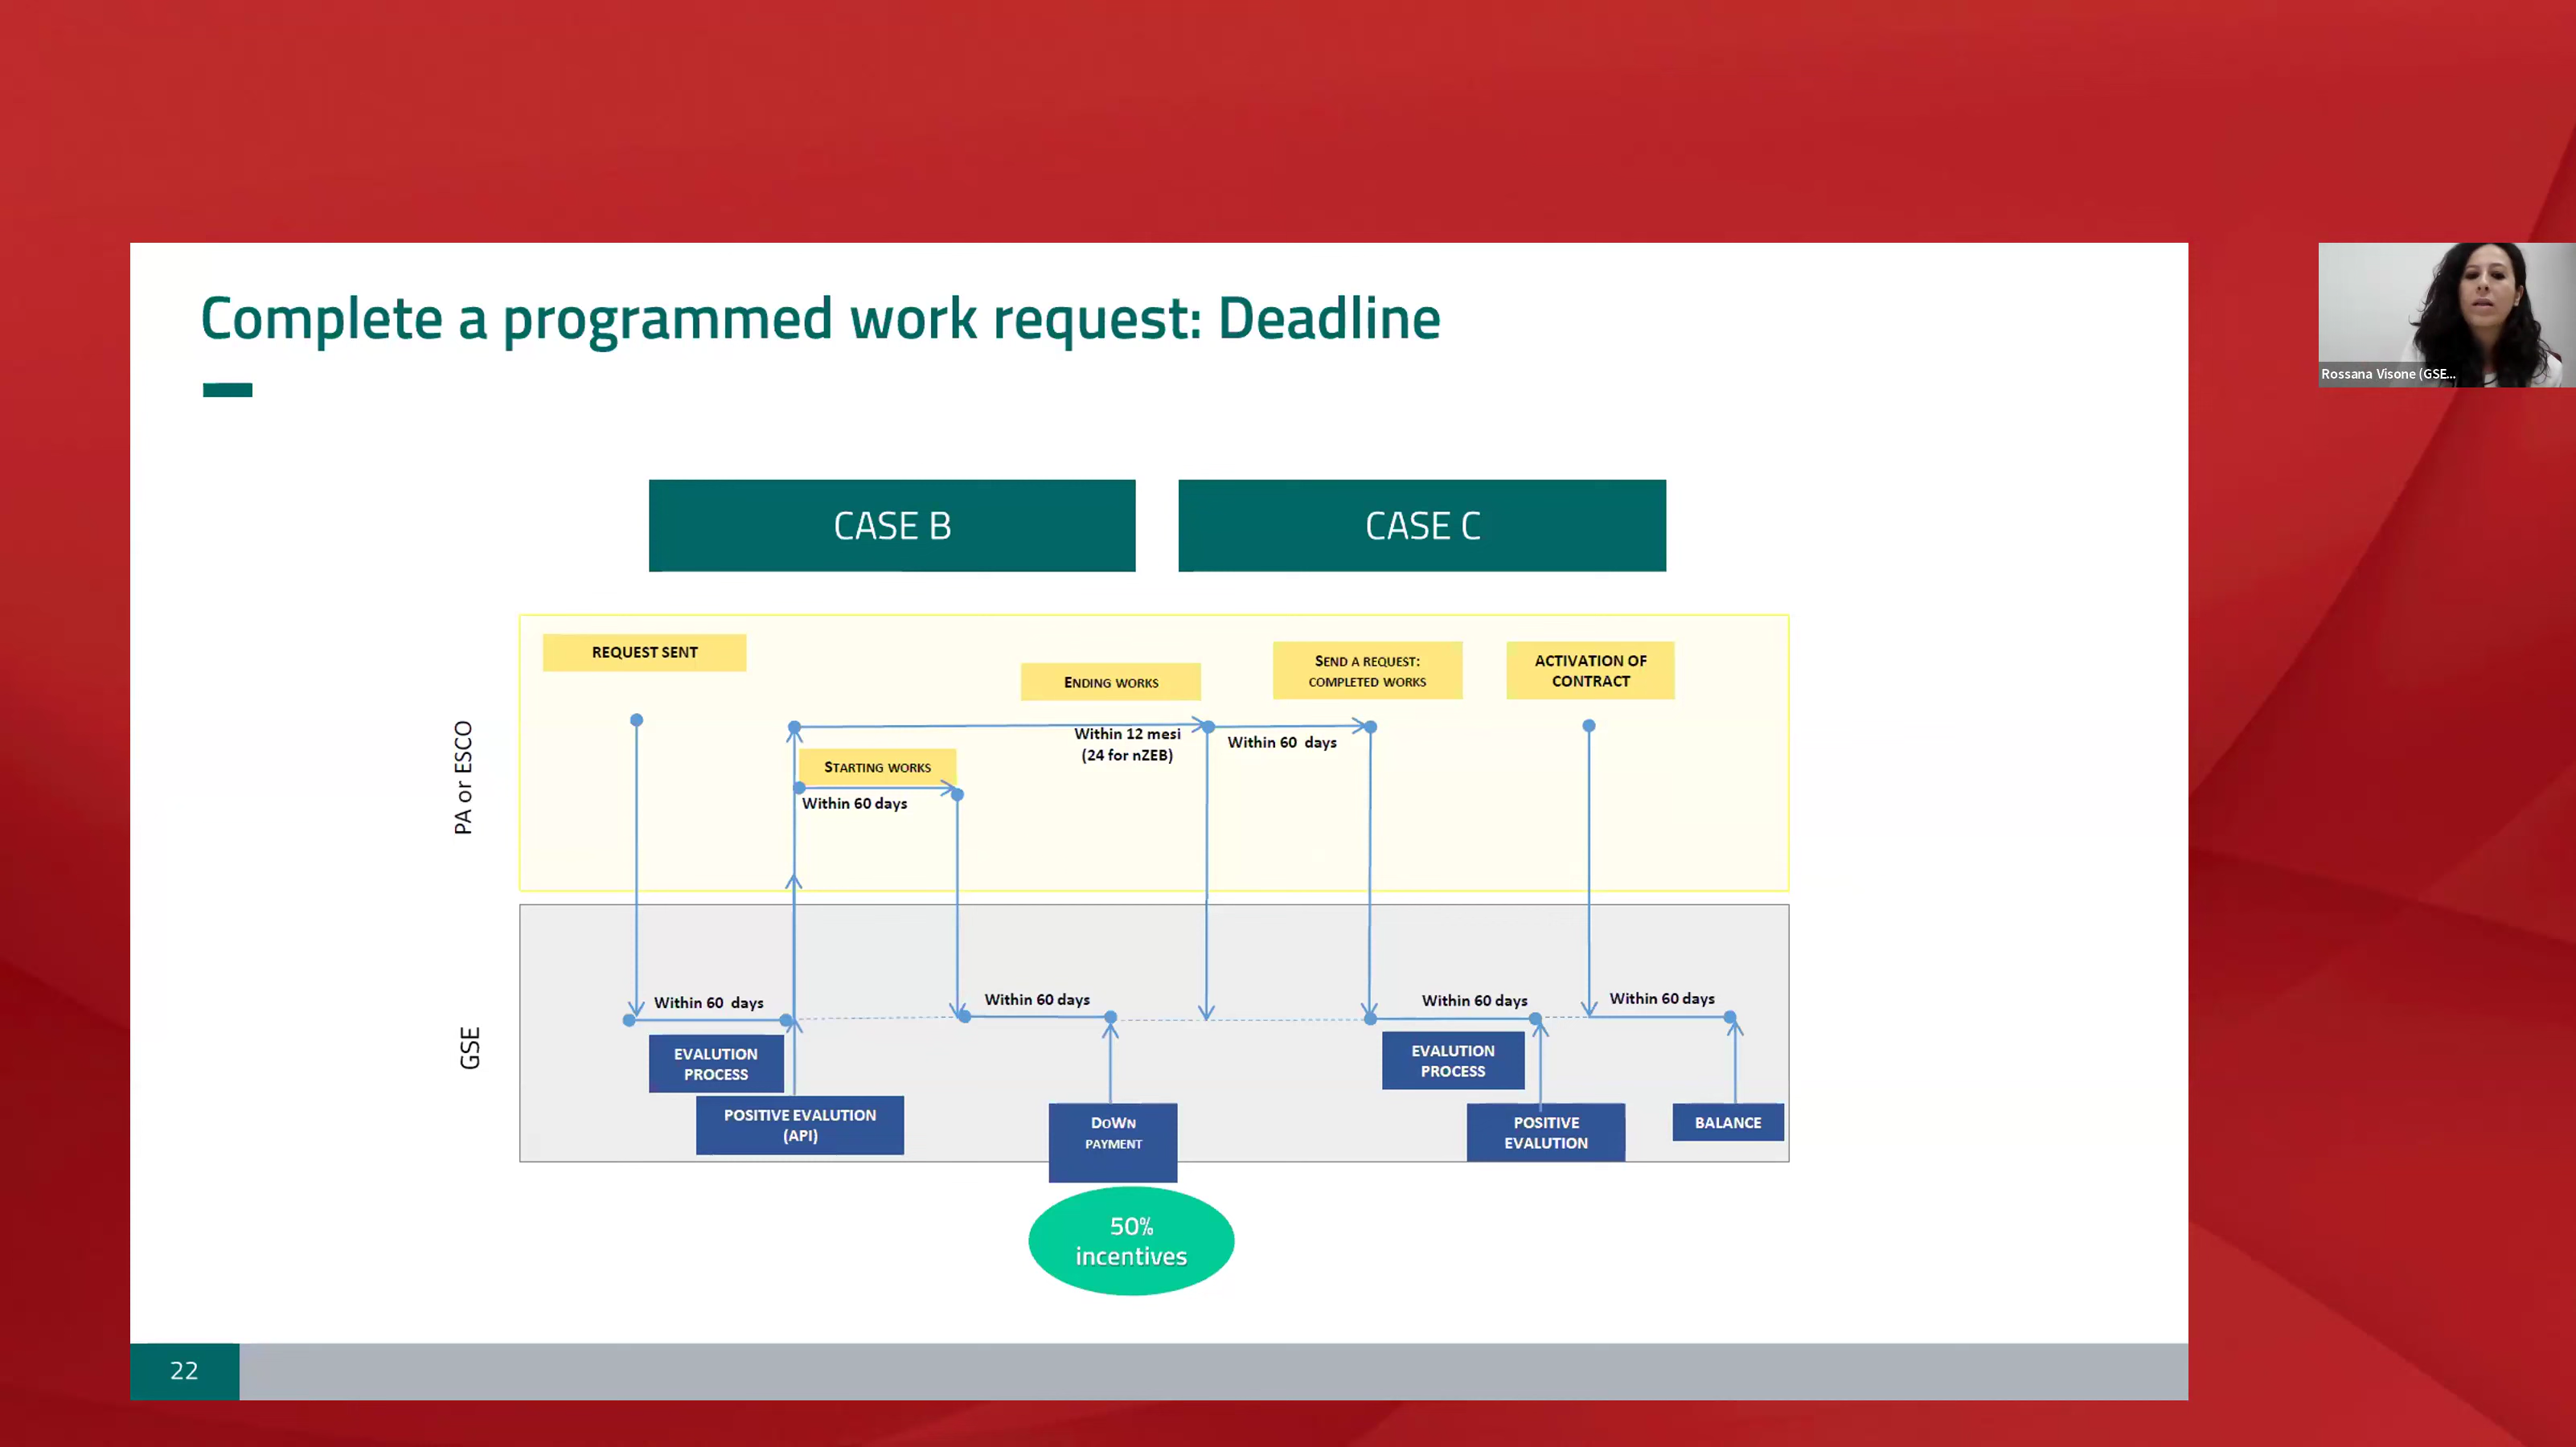 Complete a programmed work request: Deadline
Rossana Visone (GSE...
CASE B
CASE C
REQUEST SENT
ENDING WORKS
SEND A REQUEST:
COMPLETED WORKS
ACTIVATION OF
CONTRACT
PA or ESCO
Within 12 mesi
(24 for nZEB)
Within 60 days
STARTING WORKS
Within 60 days
GSE
Within 60 days
Within 60 days
Within 60 days
Within 60 days
EVALUTION
PROCESS
POSITIVE EVALUTION
(API)
DoWn
PAYMENT
EVALUTION
PROCESS
POSITIVE
EVALUTION
BALANCE
50%
incentives
22